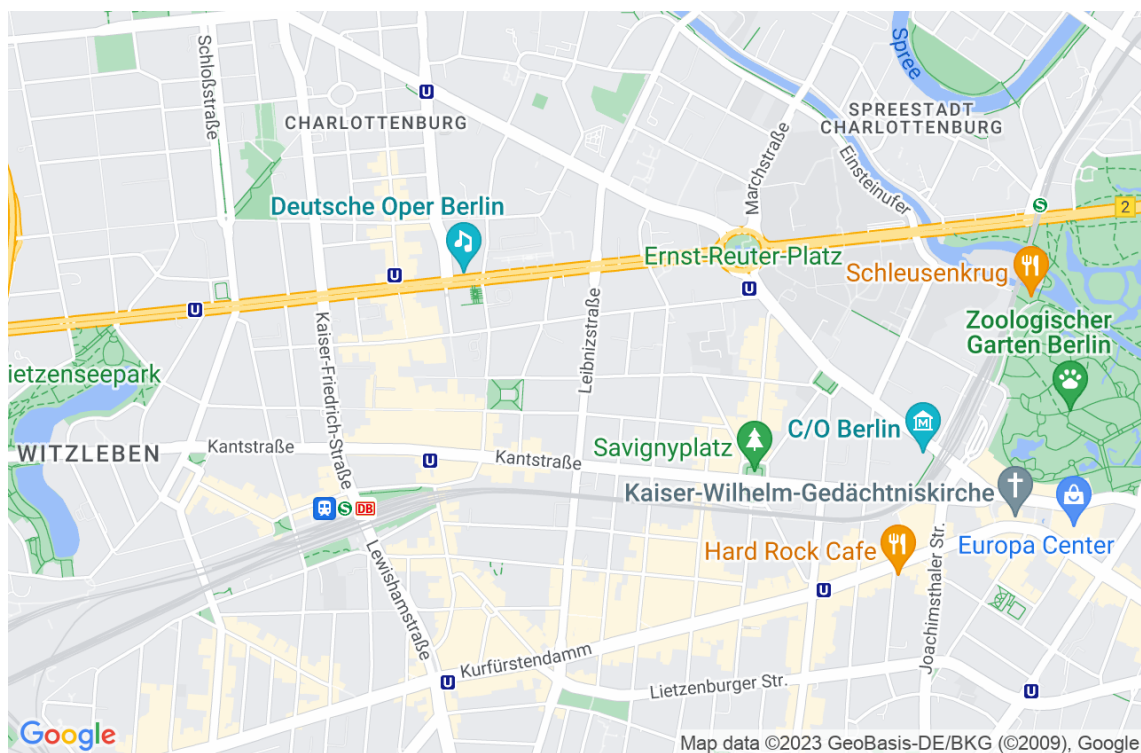 Spree
Schloßstraße
SPREESTADT
CHARLOTTENBURG
CHARLOTTENBURG
Marchstraße
Einsteinufer
Deutsche Oper Berlin
S
2
Ernst-Reuter-Platz
Schleusenkrug
U
U
U
U
Zoologischer
Garten Berlin
Kaiser-Friedrich-Straße
Leibnizstraße
ietzenseepark
C/O Berlin
M
WITZLEBEN
Kantstraße
U
Kantstraße
Savignyplatz
Kaiser-Wilhelm-Gedächtniskirche
S
DB
Hard Rock Cafe
Europa Center
Lewishamstraße
Joachimsthaler Str.
U
Kurfürstendamm
U
Lietzenburger Str.
U
Google
Map data ©2023 GeoBasis-DE/BKG (©2009), Google